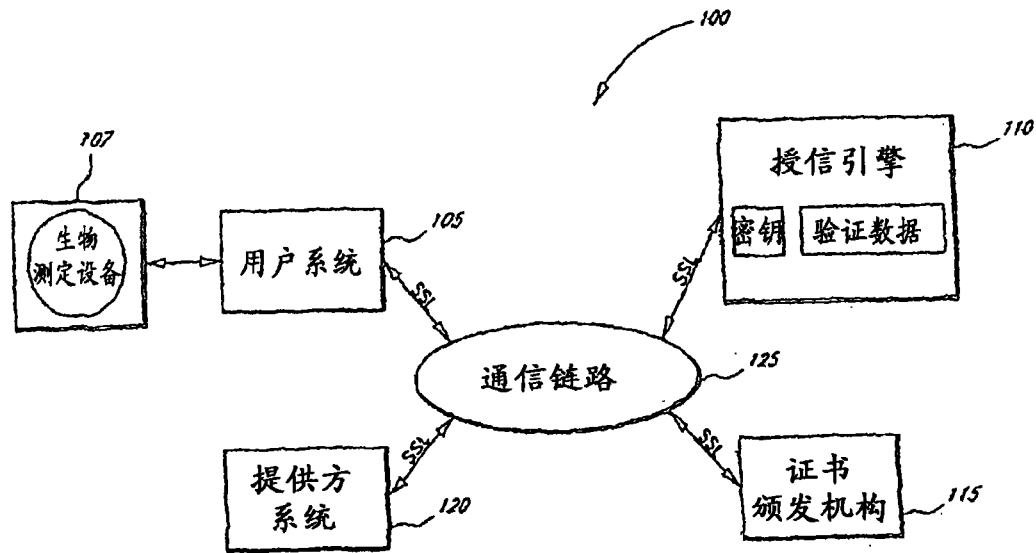 100
107
生物
测定设备
105
用户系统
110
授信引擎
密钥
验证数据
SSL
SSL
通信链路
125
SSL
SSL
提供方
系统
120
证书
颁发机构
115